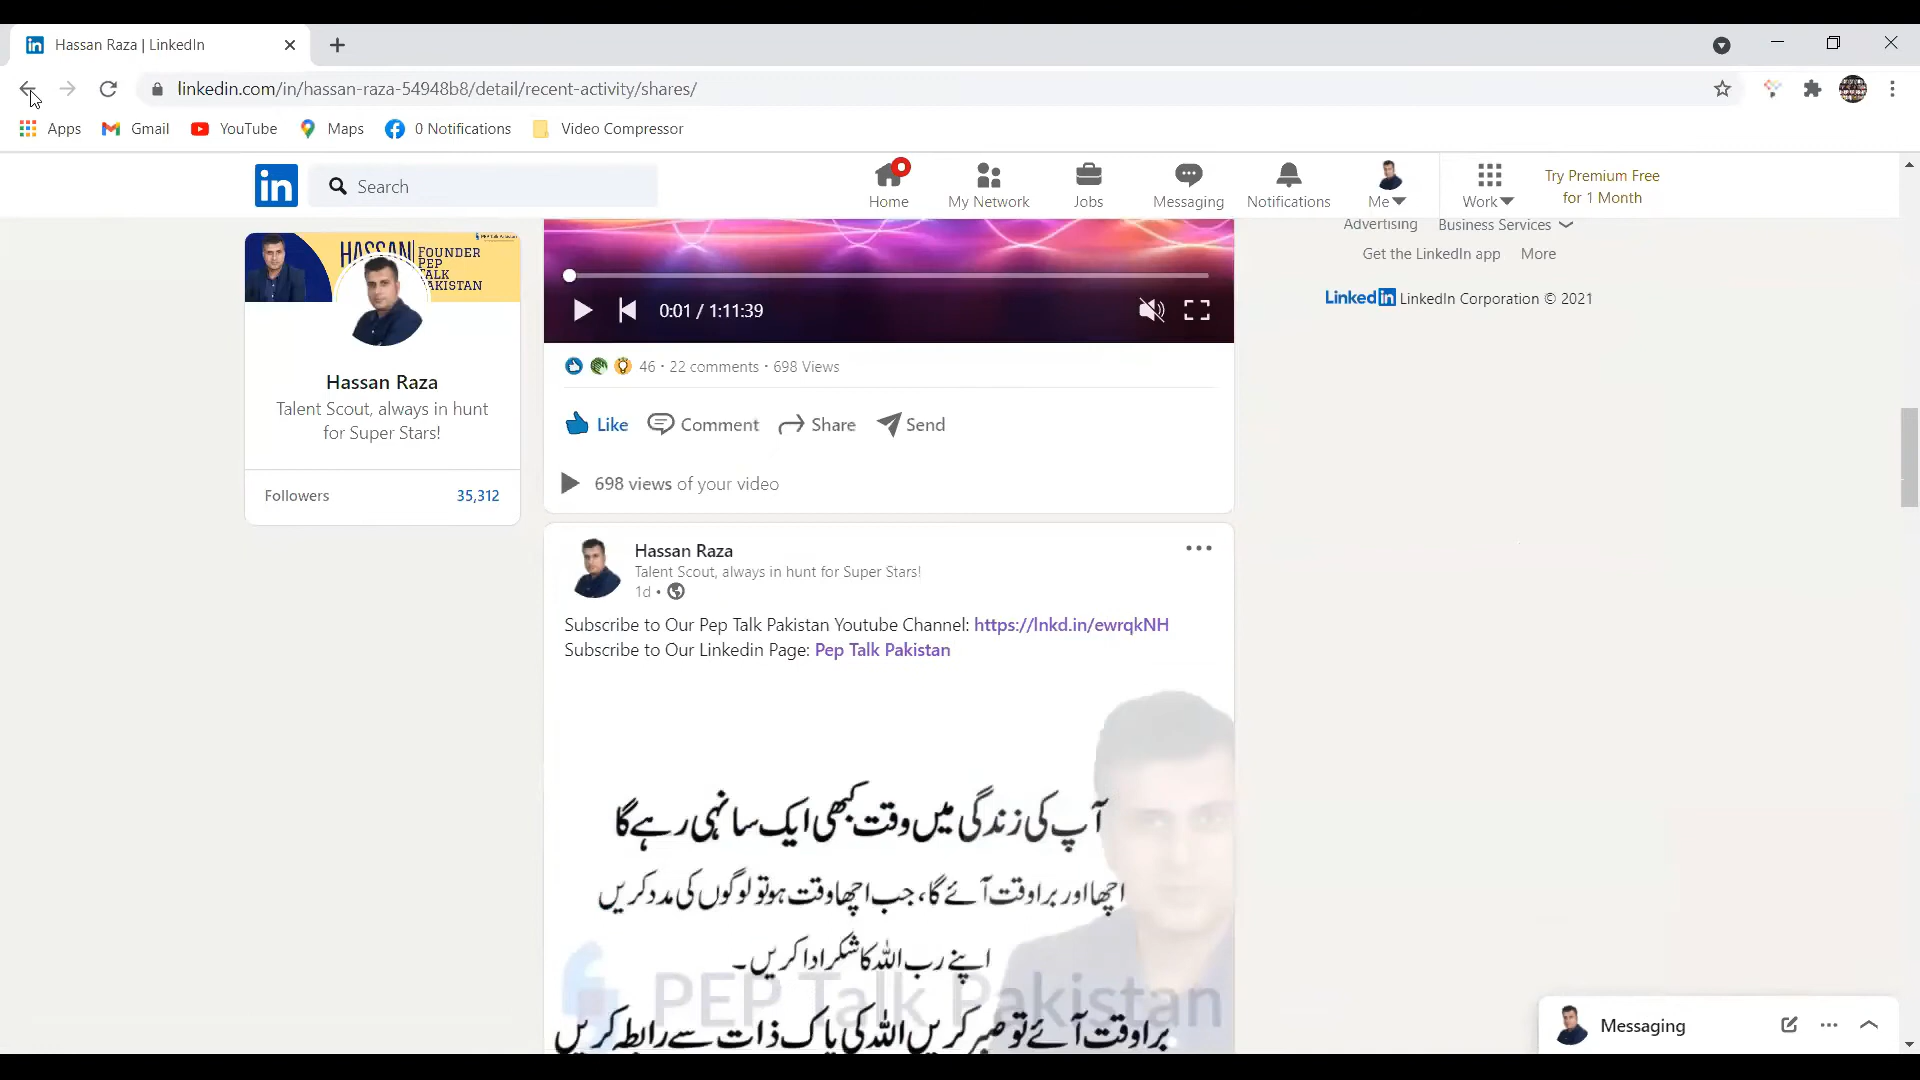 Hassan Raza | LinkedIn
linkedin.com/in/hassan-raza-54948b8/detail/recent-activity/shares/
Apps
Gmail
YouTube
Maps
0 Notifications
Video Compressor
in
Search
Home
My Network
Jobs
Messaging
Notifications
Me
Work
Try Premium Free
for 1 Month
HASSAN
FOUNDER
PEP
TALK
PAKISTAN
Hassan Raza
Talent Scout, always in hunt
for Super Stars!
Followers 35,312
0:01 / 1:11:39
46 · 22 comments · 698 Views
Like
Comment
Share
Send
698 views of your video
Hassan Raza
Talent Scout, always in hunt for Super Stars!
1d •
Subscribe to Our Pep Talk Pakistan Youtube Channel: https://lnkd.in/ewrqkNH
Subscribe to Our Linkedin Page: Pep Talk Pakistan
آپ کی زندگی میں وقت کبھی ایک سا نہی رہے گا
اچھا اور برا وقت آئے گا، جب اچھا وقت ہو تو لوگوں کی مدد کریں
اپنے رب اللہ کا شکر ادا کریں۔
PEP Talk Pakistan
برا وقت آئے تو صبر کریں اللہ کی پاک ذات سے رابطہ کریں
Advertising
Business Services
Get the LinkedIn app
More
LinkedIn LinkedIn Corporation © 2021
Messaging